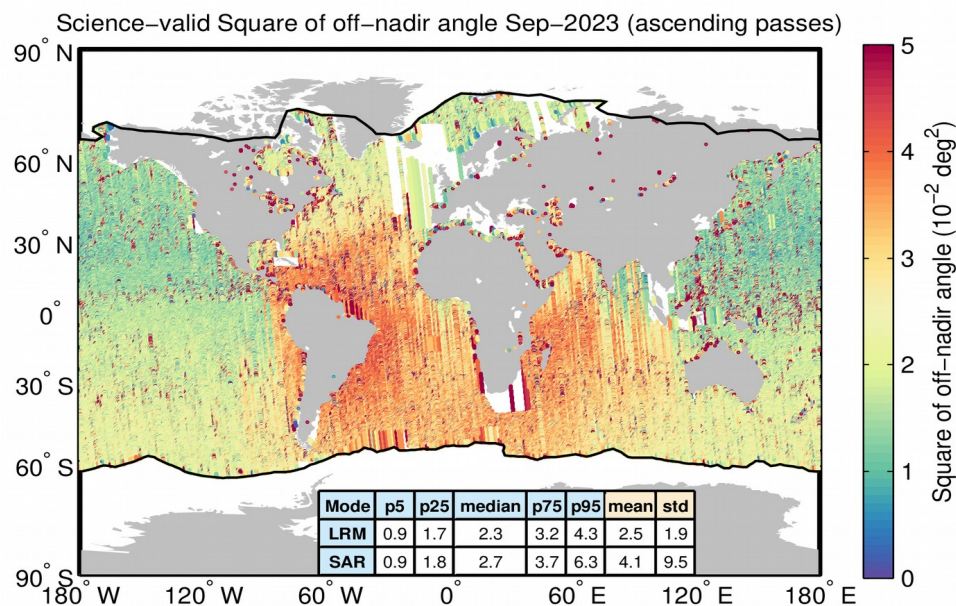 Science−valid Square of off−nadir angle Sep−2023 (ascending passes)
90° N
60° N
30° N
0°
30° S
60° S
90° S
180° W
120° W
60° W
0°
60° E
120° E
180° E
5
4
3
2
1
0
Square of off−nadir angle (10⁻² deg²)
Mode p5 p25 median p75 p95 mean std
LRM 0.9 1.7 2.3 3.2 4.3 2.5 1.9
SAR 0.9 1.8 2.7 3.7 6.3 4.1 9.5